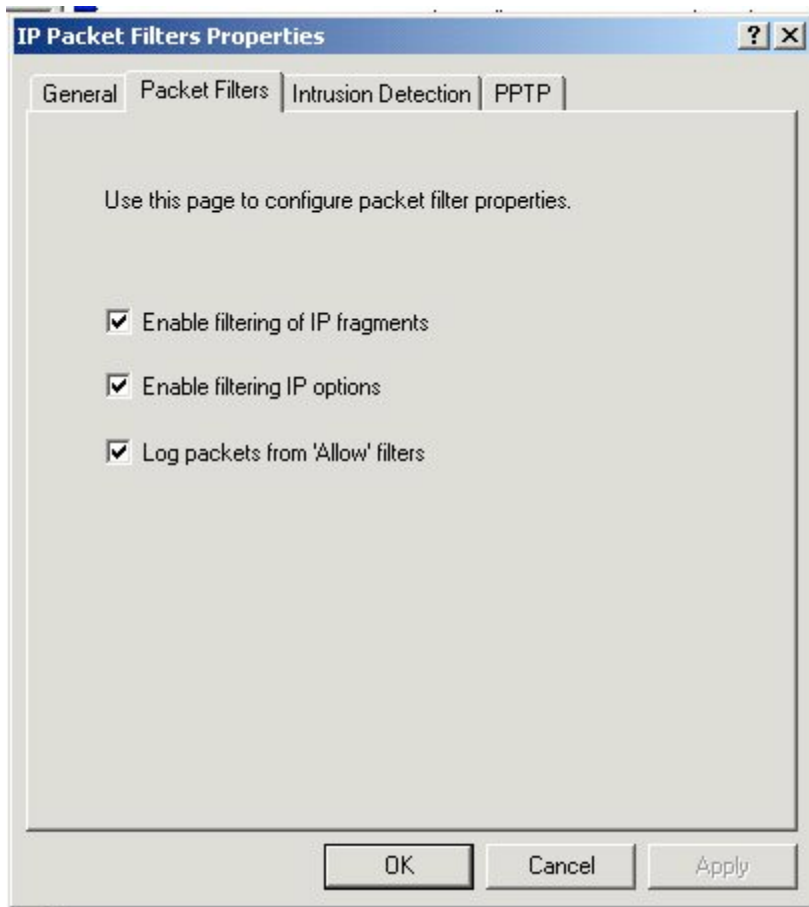 IP Packet Filters Properties
General Packet Filters Intrusion Detection PPTP
Use this page to configure packet filter properties.
Enable filtering of IP fragments
Enable filtering IP options
Log packets from 'Allow' filters
OK Cancel Apply